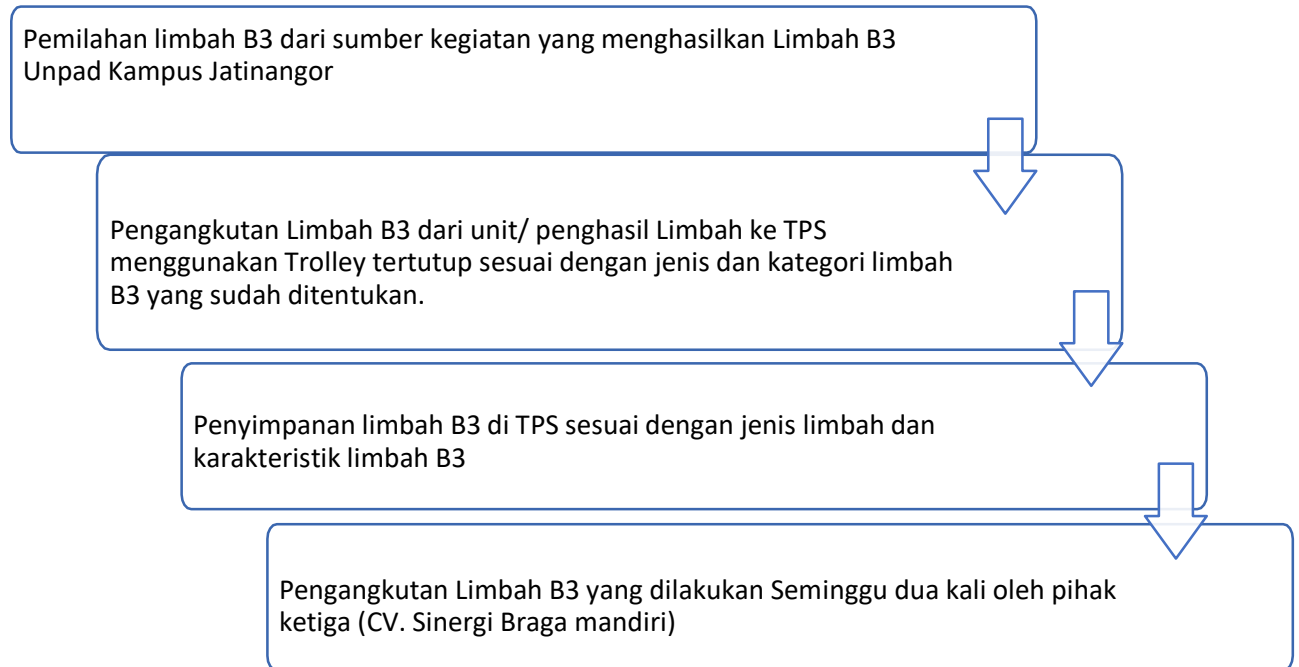 Pemilahan limbah B3 dari sumber kegiatan yang menghasilkan Limbah B3
Unpad Kampus Jatinangor
Pengangkutan Limbah B3 dari unit/ penghasil Limbah ke TPS
menggunakan Trolley tertutup sesuai dengan jenis dan kategori limbah
B3 yang sudah ditentukan.
Penyimpanan limbah B3 di TPS sesuai dengan jenis limbah dan
karakteristik limbah B3
Pengangkutan Limbah B3 yang dilakukan Seminggu dua kali oleh pihak
ketiga (CV. Sinergi Braga mandiri)